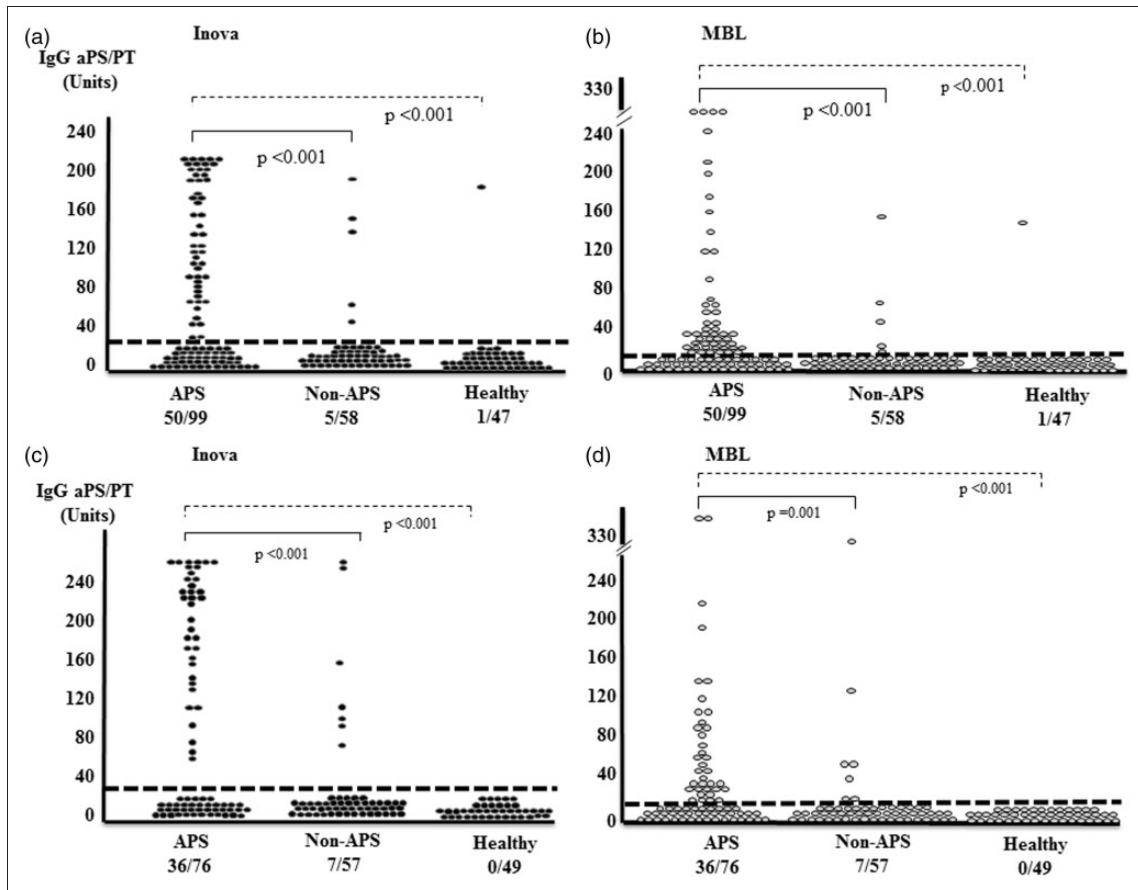 (a)
Inova
IgG aPS/PT
(Units)
p <0.001
p <0.001
240
200
160
120
80
40
0
APS
Non-APS
Healthy
50/99
5/58
1/47
(b)
MBL
330
p <0.001
p <0.001
240
200
160
120
80
40
0
APS
Non-APS
Healthy
50/99
5/58
1/47
(c)
Inova
IgG aPS/PT
(Units)
p <0.001
p <0.001
240
200
160
120
80
40
0
APS
Non-APS
Healthy
36/76
7/57
0/49
(d)
MBL
p <0.001
p =0.001
330
240
200
160
120
80
40
0
APS
Non-APS
Healthy
36/76
7/57
0/49